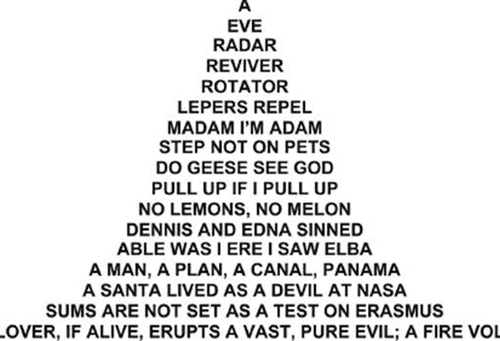 A
EVE
RADAR
REVIVER
ROTATOR
LEPERS REPEL
MADAM I'M ADAM
STEP NOT ON PETS
DO GEESE SEE GOD
PULL UP IF I PULL UP
NO LEMONS, NO MELON
DENNIS AND EDNA SINNED
ABLE WAS I ERE I SAW ELBA
A MAN, A PLAN, A CANAL, PANAMA
A SANTA LIVED AS A DEVIL AT NASA
SUMS ARE NOT SET AS A TEST ON ERASMUS
LOVER, IF ALIVE, ERUPTS A VAST, PURE EVIL; A FIRE VOL